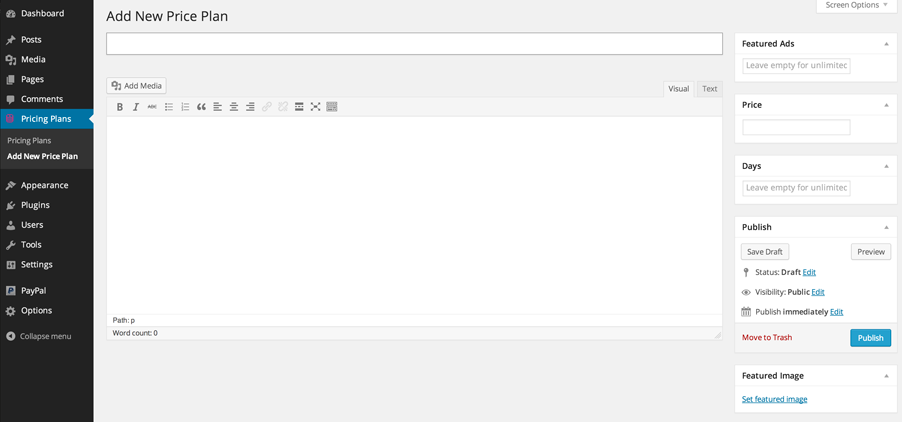 Dashboard
Posts
Media
Pages
Comments
Pricing Plans
Pricing Plans
Add New Price Plan
Appearance
Plugins
Users
Tools
Settings
PayPal
Options
Collapse menu
Screen Options
Add New Price Plan
Add Media
Visual Text
B I ABC
Path: p
Word count: 0
Featured Ads
Leave empty for unlimited
Price
Days
Leave empty for unlimited
Publish
Save Draft Preview
Status: Draft Edit
Visibility: Public Edit
Publish immediately Edit
Move to Trash Publish
Featured Image
Set featured image